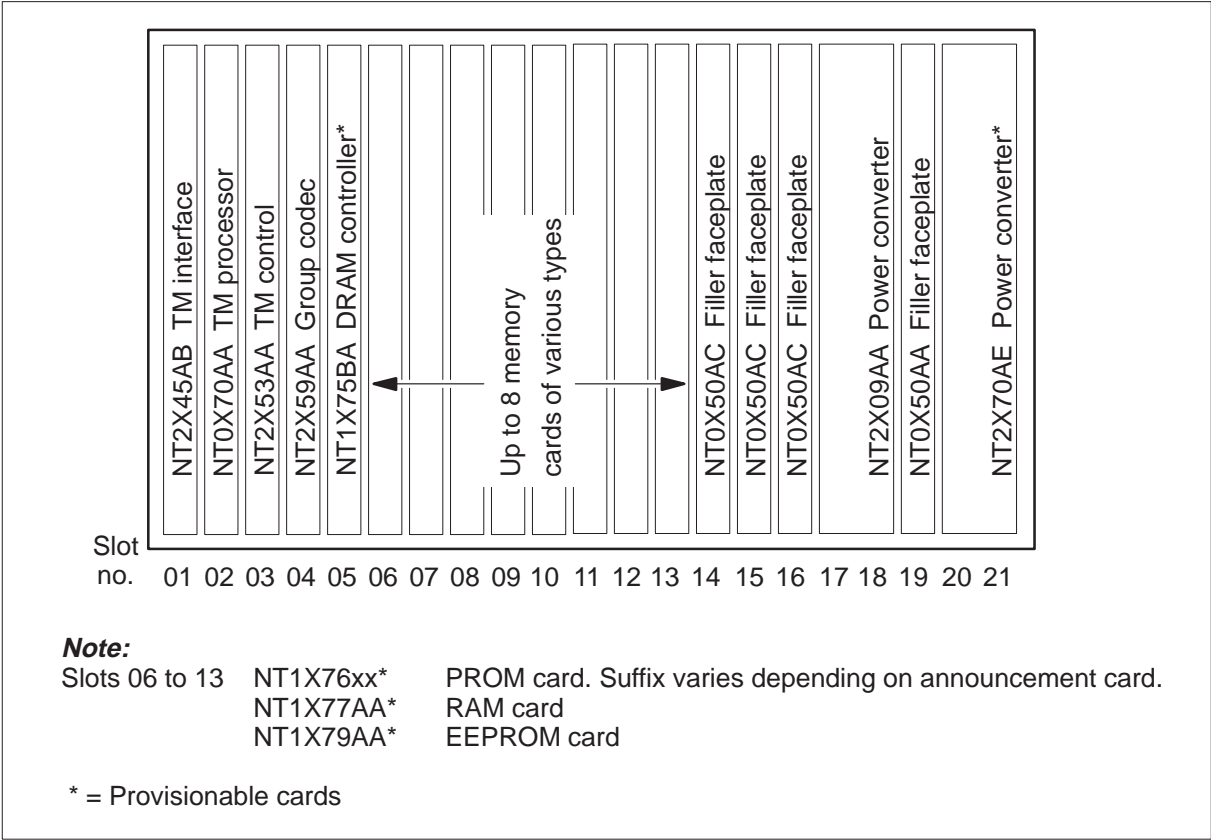 NT2X45AB TM interface
NT0X70AA TM processor
NT2X53AA TM control
NT2X59AA Group codec
NT1X75BA DRAM controller*
Up to 8 memory
cards of various types
NT0X50AC Filler faceplate
NT0X50AC Filler faceplate
NT0X50AC Filler faceplate
NT2X09AA Power converter
NT0X50AA Filler faceplate
NT2X70AE Power converter*
Slot
no. 01 02 03 04 05 06 07 08 09 10 11 12 13 14 15 16 17 18 19 20 21
Note:
Slots 06 to 13 NT1X76xx* PROM card. Suffix varies depending on announcement card.
NT1X77AA* RAM card
NT1X79AA* EEPROM card
* = Provisionable cards